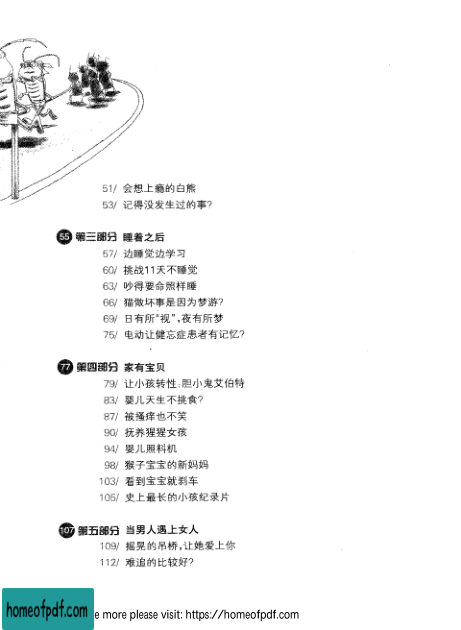 51/ 会想上瘾的白熊
53/ 记得没发生过的事?
55 第三部分 睡着之后
57/ 边睡觉边学习
60/ 挑战11天不睡觉
63/ 吵得要命照样睡
66/ 猫做坏事是因为梦游?
69/ 日有所“视”,夜有所梦
75/ 电动让健忘症患者有记忆?
77 第四部分 家有宝贝
79/ 让小孩转性:胆小鬼艾伯特
83/ 婴儿天生不挑食?
87/ 被搔痒也不笑
90/ 抚养猩猩女孩
94/ 婴儿照料机
98/ 猴子宝宝的新妈妈
103/ 看到宝宝就刹车
105/ 史上最长的小孩纪录片
107 第五部分 当男人遇上女人
109/ 摇晃的吊桥,让她爱上你
112/ 难追的比较好?
homeofpdf.com
e more please visit: https://homeofpdf.com